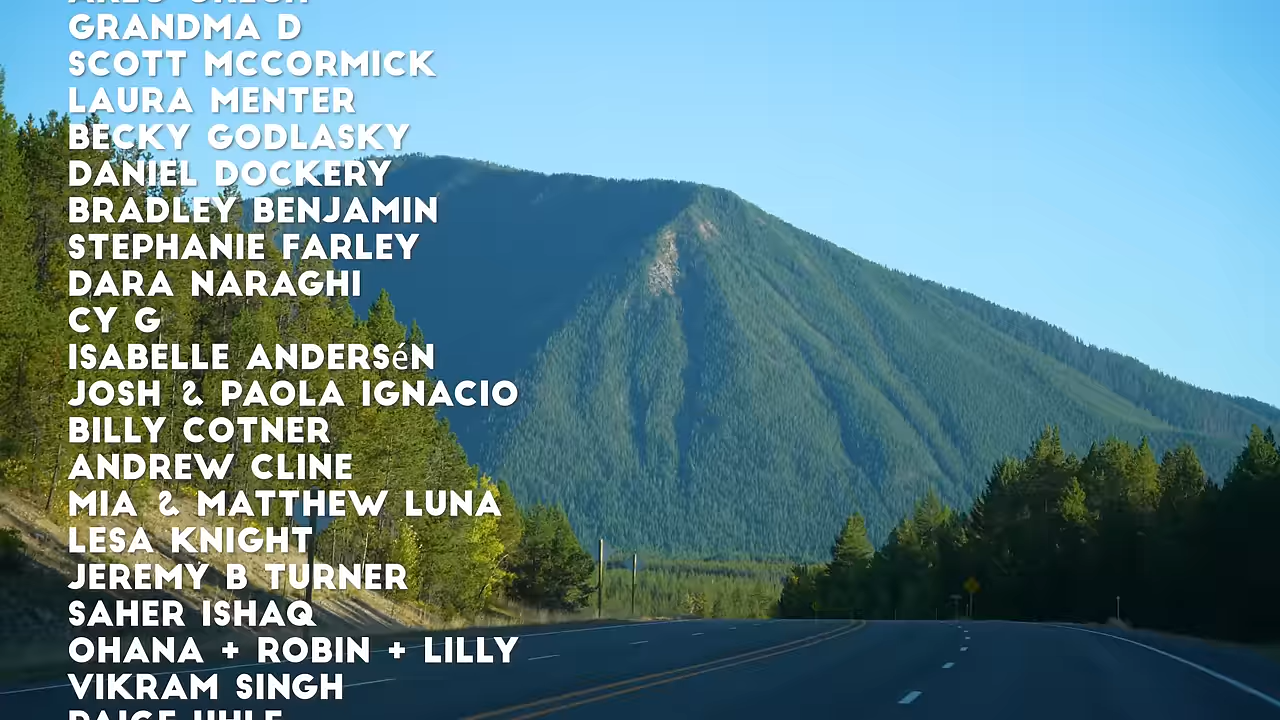 GRANDMA D
SCOTT MCCORMICK
LAURA MENTER
BECKY GODLASKY
DANIEL DOCKERY
BRADLEY BENJAMIN
STEPHANIE FARLEY
DARA NARAGHI
CY G
ISABELLE ANDERSéN
JOSH & PAOLA IGNACIO
BILLY COTNER
ANDREW CLINE
MIA & MATTHEW LUNA
LESA KNIGHT
JEREMY B TURNER
SAHER ISHAQ
OHANA + ROBIN + LILLY
VIKRAM SINGH